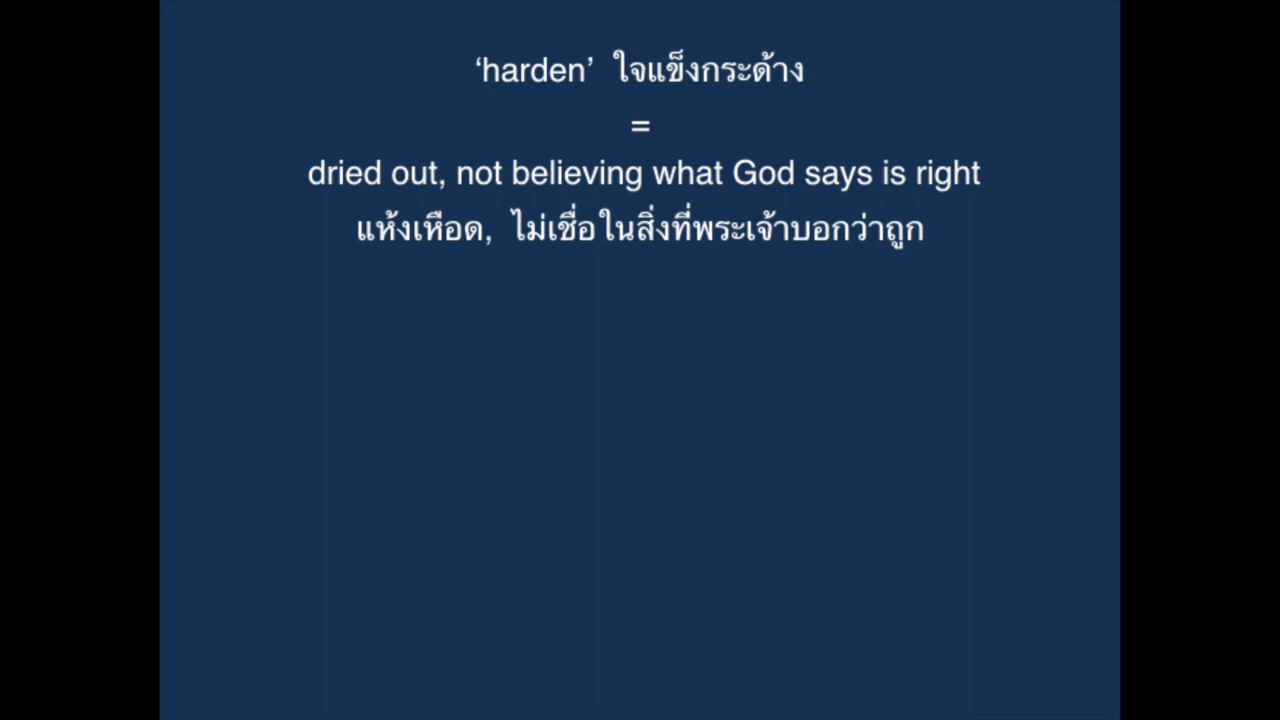 ‘harden’ ใจแข็งกระด้าง
=
dried out, not believing what God says is right
แห้งเหือด, ไม่เชื่อในสิ่งที่พระเจ้าบอกว่าถูก